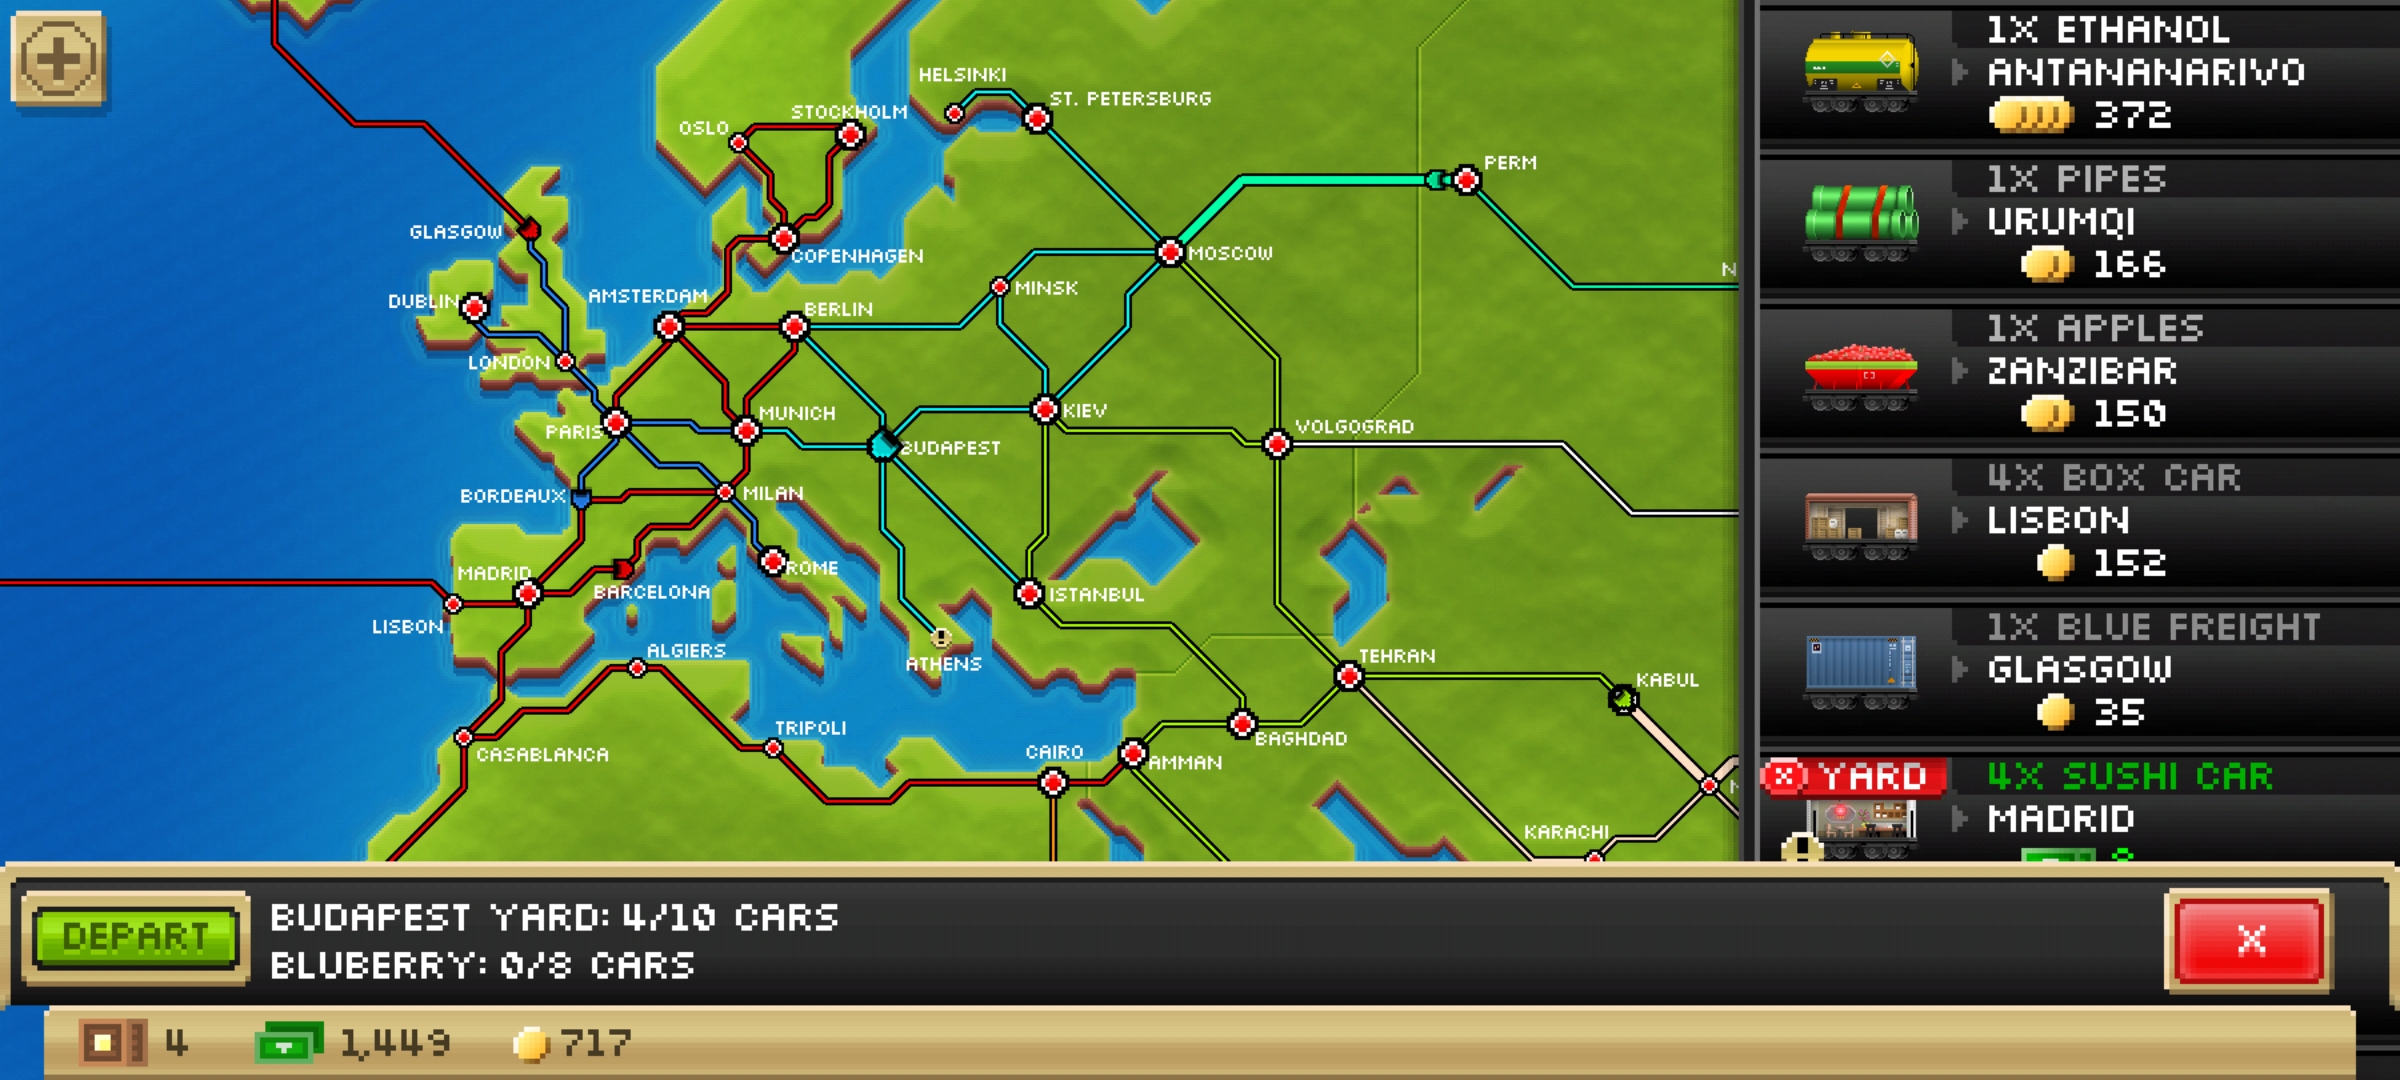 HELSINKI
ST. PETERSBURG
STOCKHOLM
OSLO
PERM
GLASGOW
COPENHAGEN
MOSCOW
N
MINSK
DUBLIN
AMSTERDAM
BERLIN
LONDON
MUNICH
KIEV
PARIS
BUDAPEST
VOLGOGRAD
BORDEAUX
MILAN
MADRID
ROME
BARCELONA
ISTANBUL
LISBON
ALGIERS
ATHENS
TEHRAN
KABUL
CASABLANCA
TRIPOLI
CAIRO
AMMAN
BAGHDAD
KARACHI
1X ETHANOL
ANTANANARIVO
372
1X PIPES
URUMQI
166
1X APPLES
ZANZIBAR
150
4X BOX CAR
LISBON
152
1X BLUE FREIGHT
GLASGOW
35
X YARD
4X SUSHI CAR
MADRID
DEPART
BUDAPEST YARD: 4/10 CARS
BLUBERRY: 0/8 CARS
X
4
1,449
717